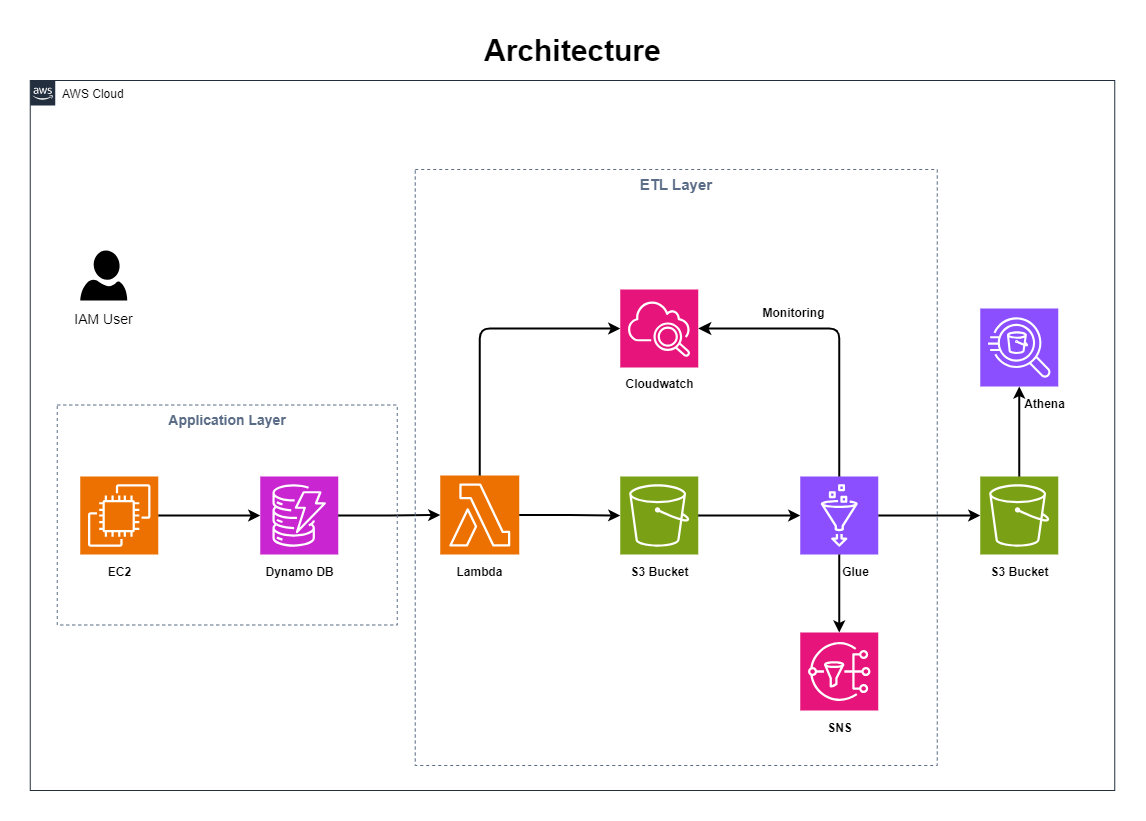 Architecture
aws
AWS Cloud
ETL Layer
IAM User
Monitoring
Cloudwatch
Athena
Application Layer
EC2
Dynamo DB
Lambda
S3 Bucket
Glue
S3 Bucket
SNS